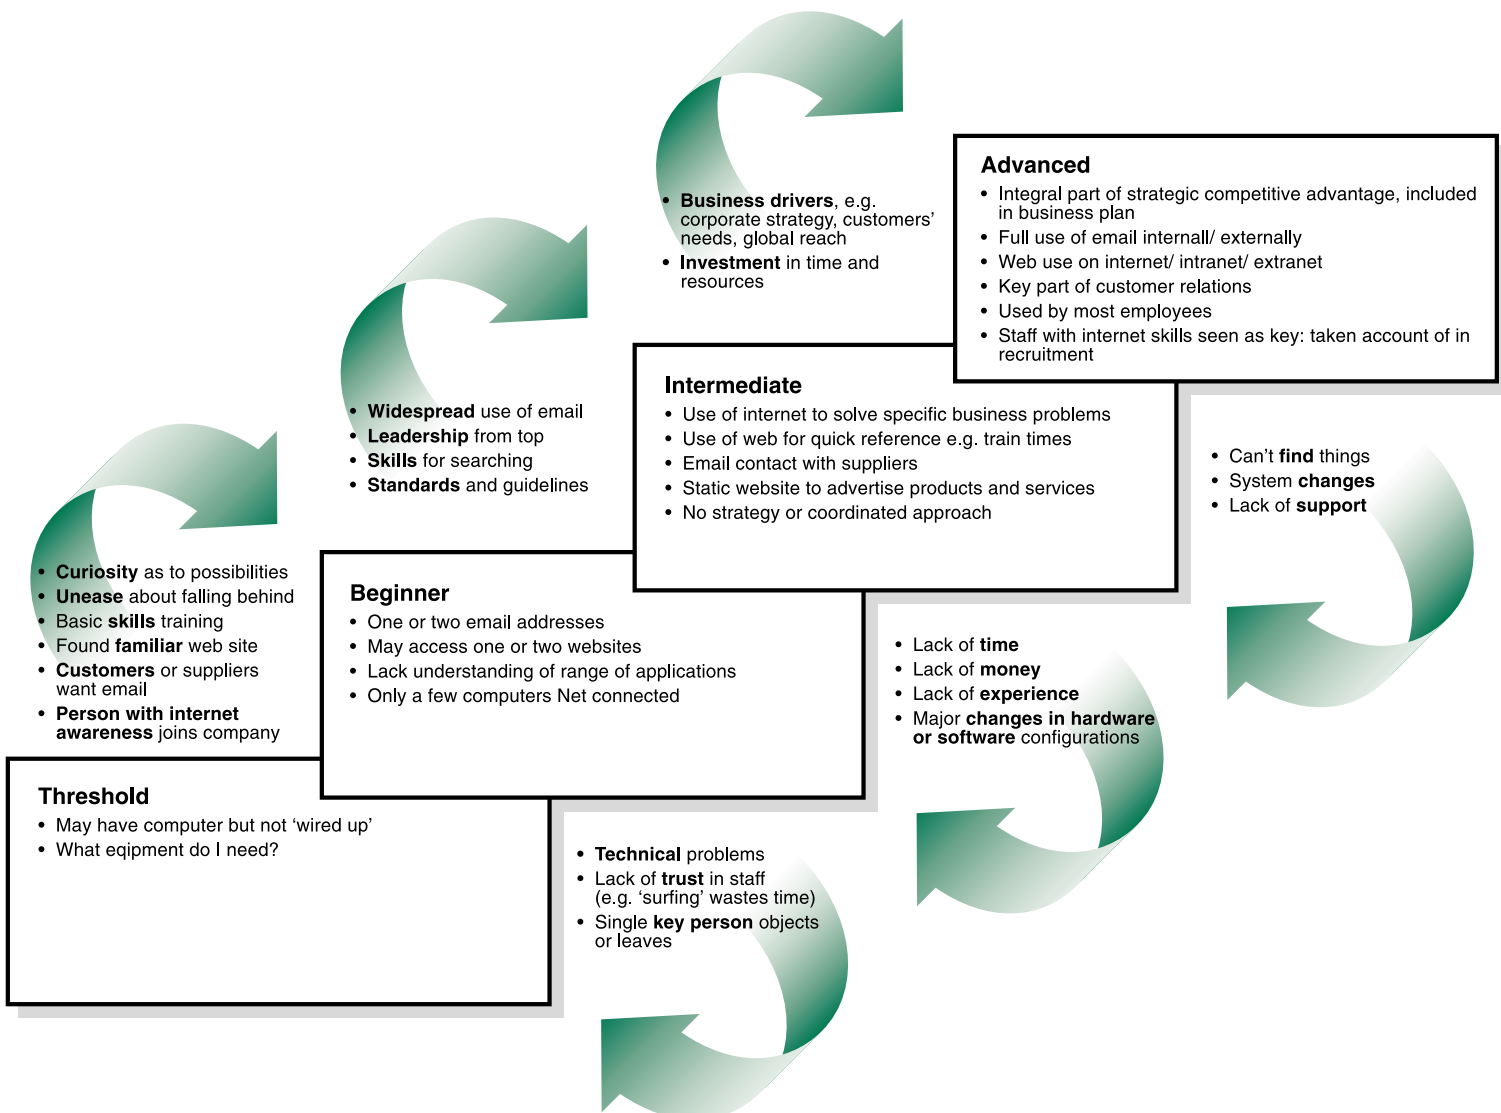 • Business drivers, e.g.
corporate strategy, customers’
needs, global reach
• Investment in time and
resources
Advanced
• Integral part of strategic competitive advantage, included
in business plan
• Full use of email internall/ externally
• Web use on internet/ intranet/ extranet
• Key part of customer relations
• Used by most employees
• Staff with internet skills seen as key: taken account of in
recruitment
• Widespread use of email
• Leadership from top
• Skills for searching
• Standards and guidelines
Intermediate
• Use of internet to solve specific business problems
• Use of web for quick reference e.g. train times
• Email contact with suppliers
• Static website to advertise products and services
• No strategy or coordinated approach
• Can’t find things
• System changes
• Lack of support
• Curiosity as to possibilities
• Unease about falling behind
• Basic skills training
• Found familiar web site
• Customers or suppliers
want email
• Person with internet
awareness joins company
Beginner
• One or two email addresses
• May access one or two websites
• Lack understanding of range of applications
• Only a few computers Net connected
• Lack of time
• Lack of money
• Lack of experience
• Major changes in hardware
or software configurations
Threshold
• May have computer but not ‘wired up’
• What eqipment do I need?
• Technical problems
• Lack of trust in staff
(e.g. ‘surfing’ wastes time)
• Single key person objects
or leaves